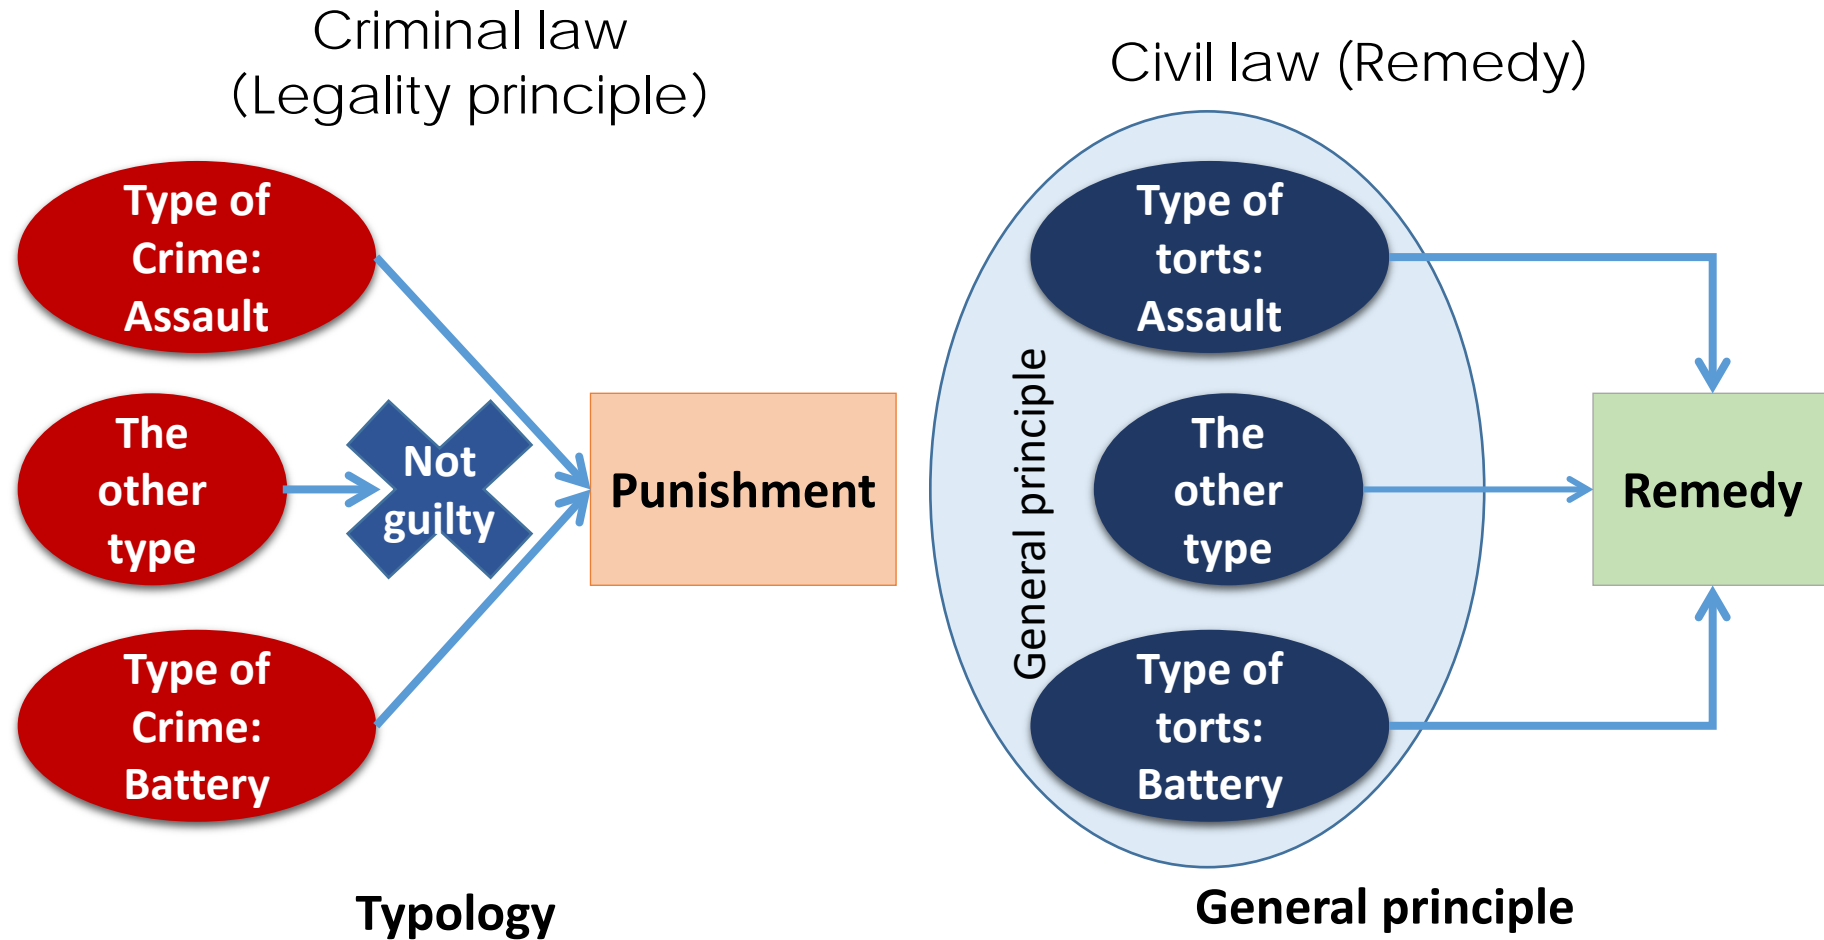 Criminal law
(Legality principle)
Type of
Crime:
Assault
The
other
type
Not
guilty
Type of
Crime:
Battery
Punishment
Typology
Civil law (Remedy)
General principle
Type of
torts:
Assault
The
other
type
Type of
torts:
Battery
Remedy
General principle